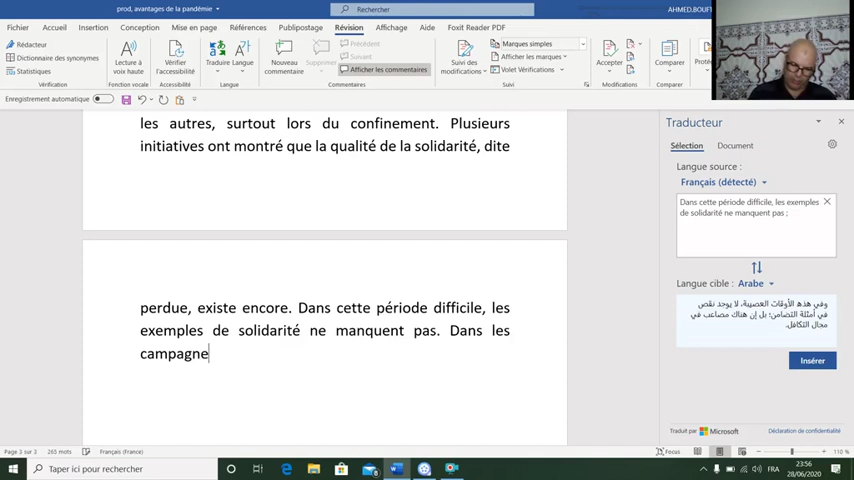 prod, avantages de la pandémie
Rechercher
AHMED.BOUFT
Fichier Accueil Insertion Conception Mise en page Références Publipostage Révision Affichage Aide Foxit Reader PDF
Rédacteur
Dictionnaire des synonymes
Statistiques
Vérification
Lecture à voix haute
Fonction vocale
Vérifier l'accessibilité
Accessibilité
Traduire Langue
Langue
Nouveau commentaire
Supprimer
Précédent
Suivant
Afficher les commentaires
Commentaires
Suivi des modifications
Marques simples
Afficher les marques
Volet Vérifications
Suivi
Accepter
Modifications
Comparer
Comparer
Enregistrement automatique
les autres, surtout lors du confinement. Plusieurs
initiatives ont montré que la qualité de la solidarité, dite
perdue, existe encore. Dans cette période difficile, les
exemples de solidarité ne manquent pas. Dans les
campagne
Traducteur
Sélection Document
Langue source :
Français (détecté)
Dans cette période difficile, les exemples
de solidarité ne manquent pas ;
Langue cible : Arabe
وفي هذه الأوقات العصيبة، لا يوجد نقص
في أمثلة التضامن؛ بل إن هناك مصاعب في
مجال التكافل.
Insérer
Traduit par Microsoft Déclaration de confidentialité
Page 3 sur 3 265 mots Français (France) Focus 110 %
Taper ici pour rechercher
FRA
23:56
28/06/2020